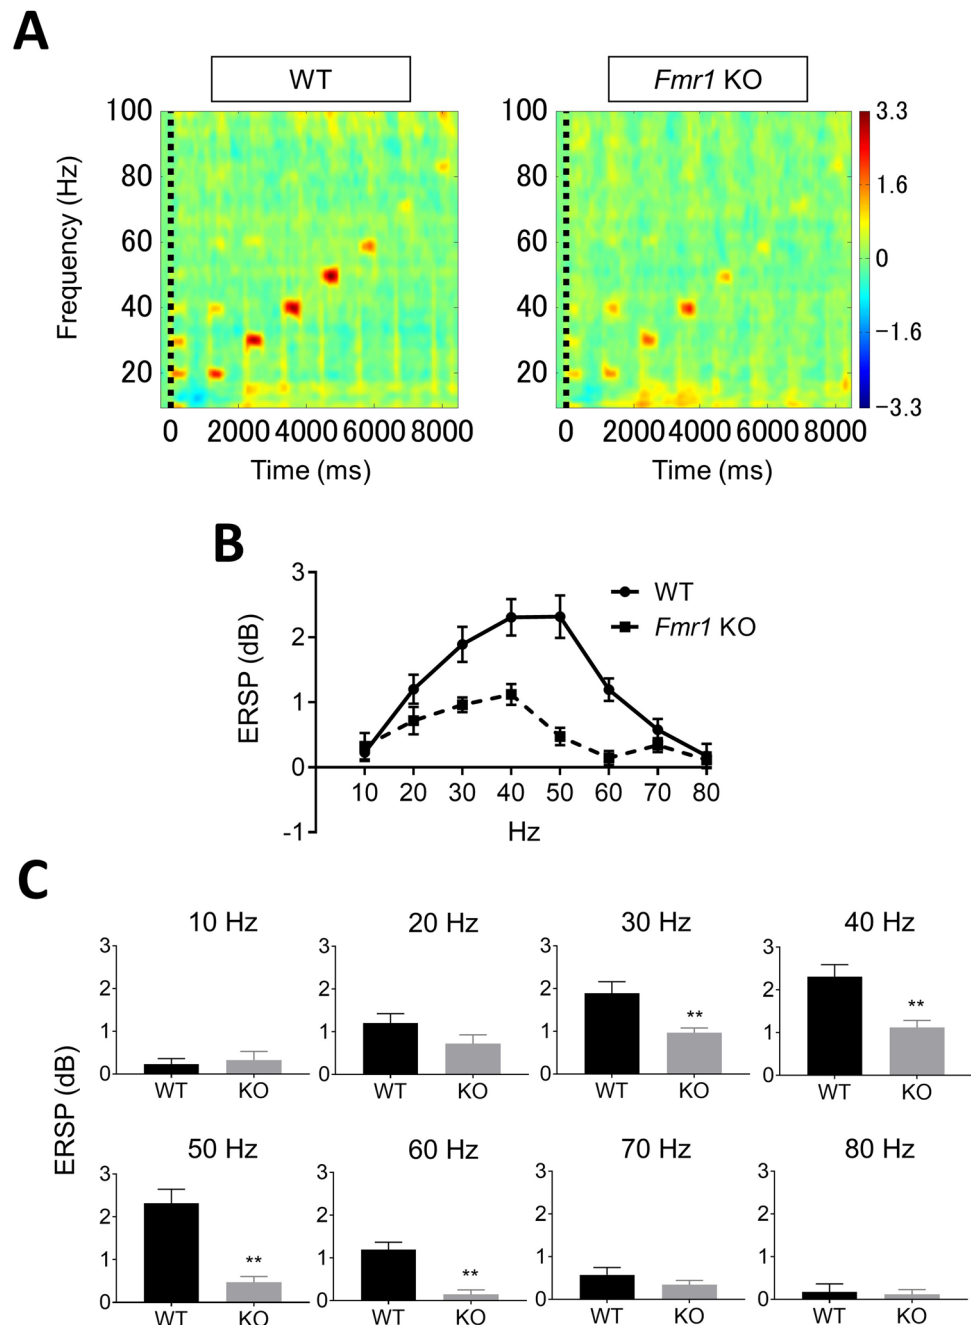 A
WT
Fmr1 KO
100
80
60
40
20
Frequency (Hz)
0 2000 4000 6000 8000
Time (ms)
100
80
60
40
20
0 2000 4000 6000 8000
Time (ms)
3.3
1.6
0
−1.6
−3.3
B
3
2
1
0
-1
ERSP (dB)
WT
Fmr1 KO
10 20 30 40 50 60 70 80
Hz
C
ERSP (dB)
10 Hz
3
2
1
0
WT KO
20 Hz
3
2
1
0
WT KO
30 Hz
3
2
1
0
**
WT KO
40 Hz
3
2
1
0
**
WT KO
50 Hz
3
2
1
0
**
WT KO
60 Hz
3
2
1
0
**
WT KO
70 Hz
3
2
1
0
WT KO
80 Hz
3
2
1
0
WT KO